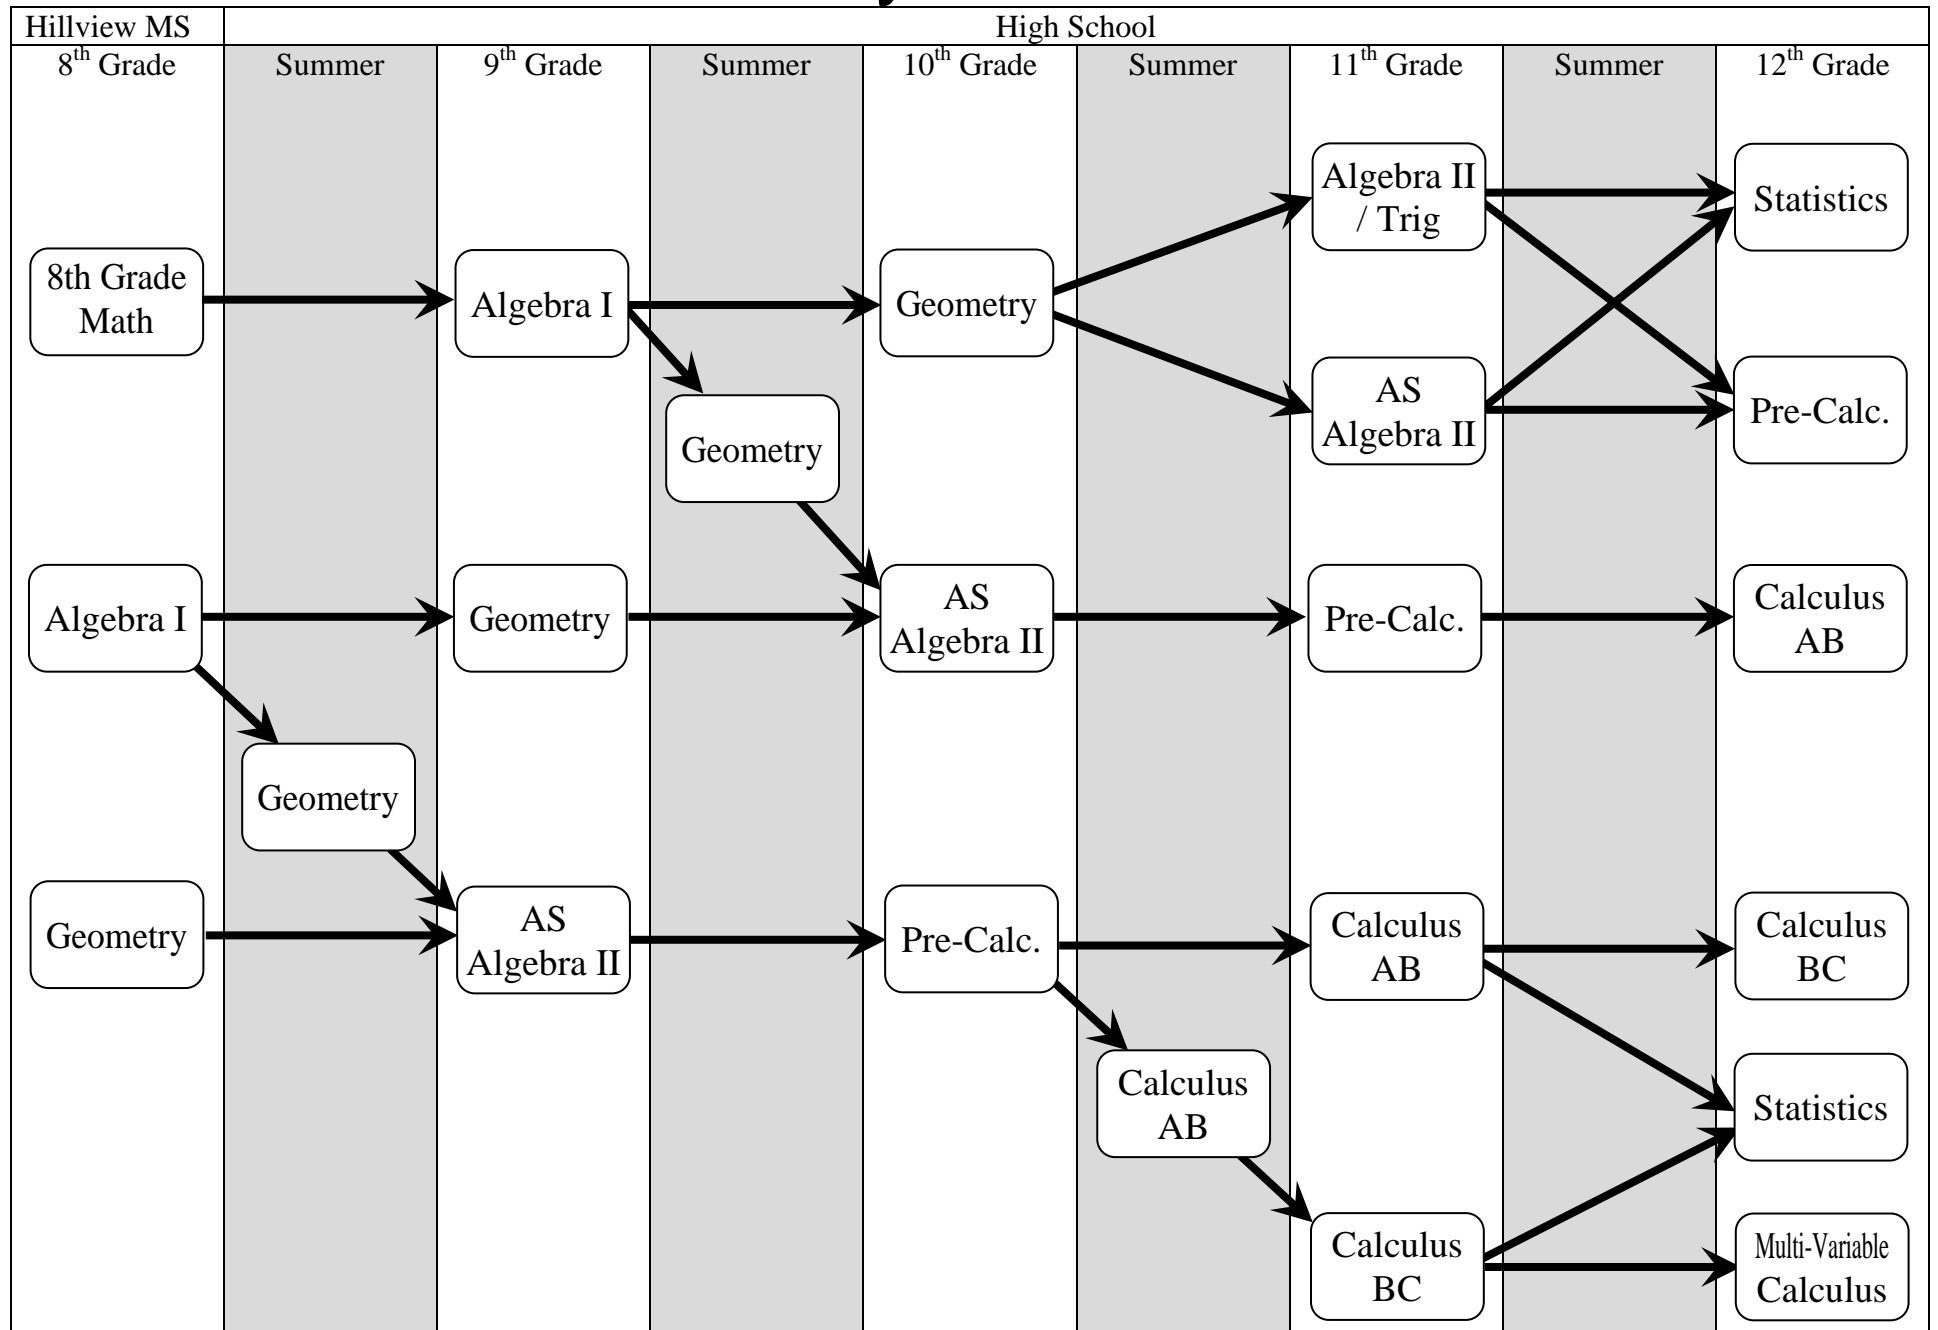 Hillview MS
High School
8th Grade
Summer
9th Grade
Summer
10th Grade
Summer
11th Grade
Summer
12th Grade
Algebra II
/ Trig
Statistics
8th Grade
Math
Algebra I
Geometry
AS
Algebra II
Pre-Calc.
Geometry
Algebra I
Geometry
AS
Algebra II
Pre-Calc.
Calculus
AB
Geometry
Geometry
AS
Algebra II
Pre-Calc.
Calculus
AB
Calculus
BC
Calculus
AB
Statistics
Calculus
BC
Multi-Variable
Calculus